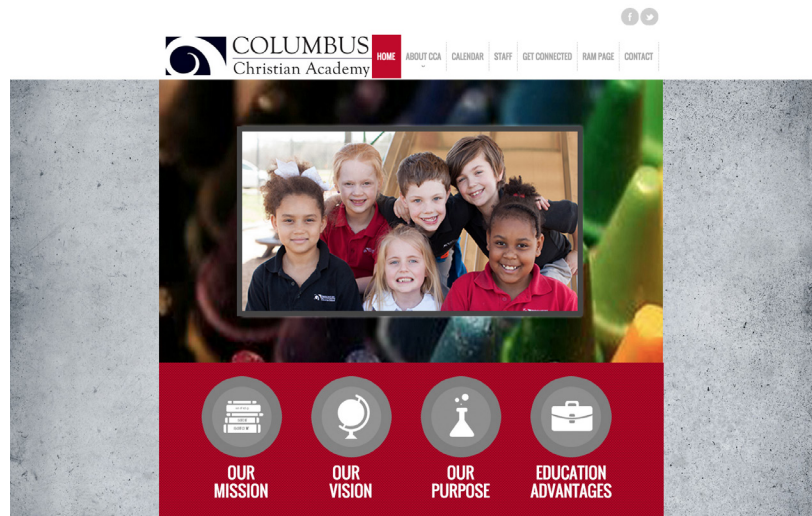 COLUMBUS
Christian Academy
HOME ABOUT CCA CALENDAR STAFF GET CONNECTED RAM PAGE CONTACT
OUR
MISSION
OUR
VISION
OUR
PURPOSE
EDUCATION
ADVANTAGES